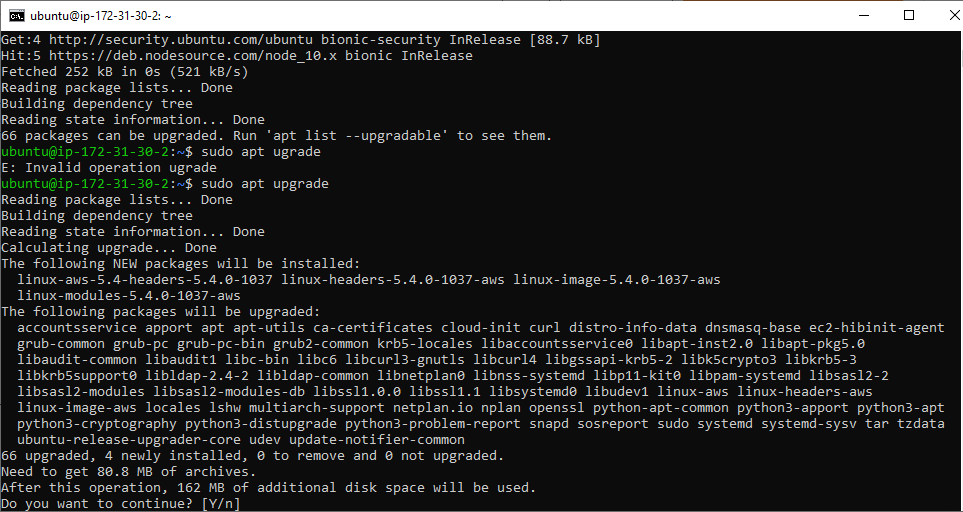 ubuntu@ip-172-31-30-2: ~
Get:4 http://security.ubuntu.com/ubuntu bionic-security InRelease [88.7 kB]
Hit:5 https://deb.nodesource.com/node_10.x bionic InRelease
Fetched 252 kB in 0s (521 kB/s)
Reading package lists... Done
Building dependency tree
Reading state information... Done
66 packages can be upgraded. Run 'apt list --upgradable' to see them.
ubuntu@ip-172-31-30-2:~$ sudo apt ugrade
E: Invalid operation ugrade
ubuntu@ip-172-31-30-2:~$ sudo apt upgrade
Reading package lists... Done
Building dependency tree
Reading state information... Done
Calculating upgrade... Done
The following NEW packages will be installed:
  linux-aws-5.4-headers-5.4.0-1037 linux-headers-5.4.0-1037-aws linux-image-5.4.0-1037-aws
  linux-modules-5.4.0-1037-aws
The following packages will be upgraded:
  accountsservice apport apt apt-utils ca-certificates cloud-init curl distro-info-data dnsmasq-base ec2-hibinit-agent
  grub-common grub-pc grub-pc-bin grub2-common krb5-locales libaccountsservice0 libapt-inst2.0 libapt-pkg5.0
  libaudit-common libaudit1 libc-bin libc6 libcurl3-gnutls libcurl4 libgssapi-krb5-2 libk5crypto3 libkrb5-3
  libkrb5support0 libldap-2.4-2 libldap-common libnetplan0 libnss-systemd libp11-kit0 libpam-systemd libsasl2-2
  libsasl2-modules libsasl2-modules-db libssl1.0.0 libssl1.1 libsystemd0 libudev1 linux-aws linux-headers-aws
  linux-image-aws locales lshw multiarch-support netplan.io nplan openssl python-apt-common python3-apport python3-apt
  python3-cryptography python3-distupgrade python3-problem-report snapd sosreport sudo systemd systemd-sysv tar tzdata
  ubuntu-release-upgrader-core udev update-notifier-common
66 upgraded, 4 newly installed, 0 to remove and 0 not upgraded.
Need to get 80.8 MB of archives.
After this operation, 162 MB of additional disk space will be used.
Do you want to continue? [Y/n]